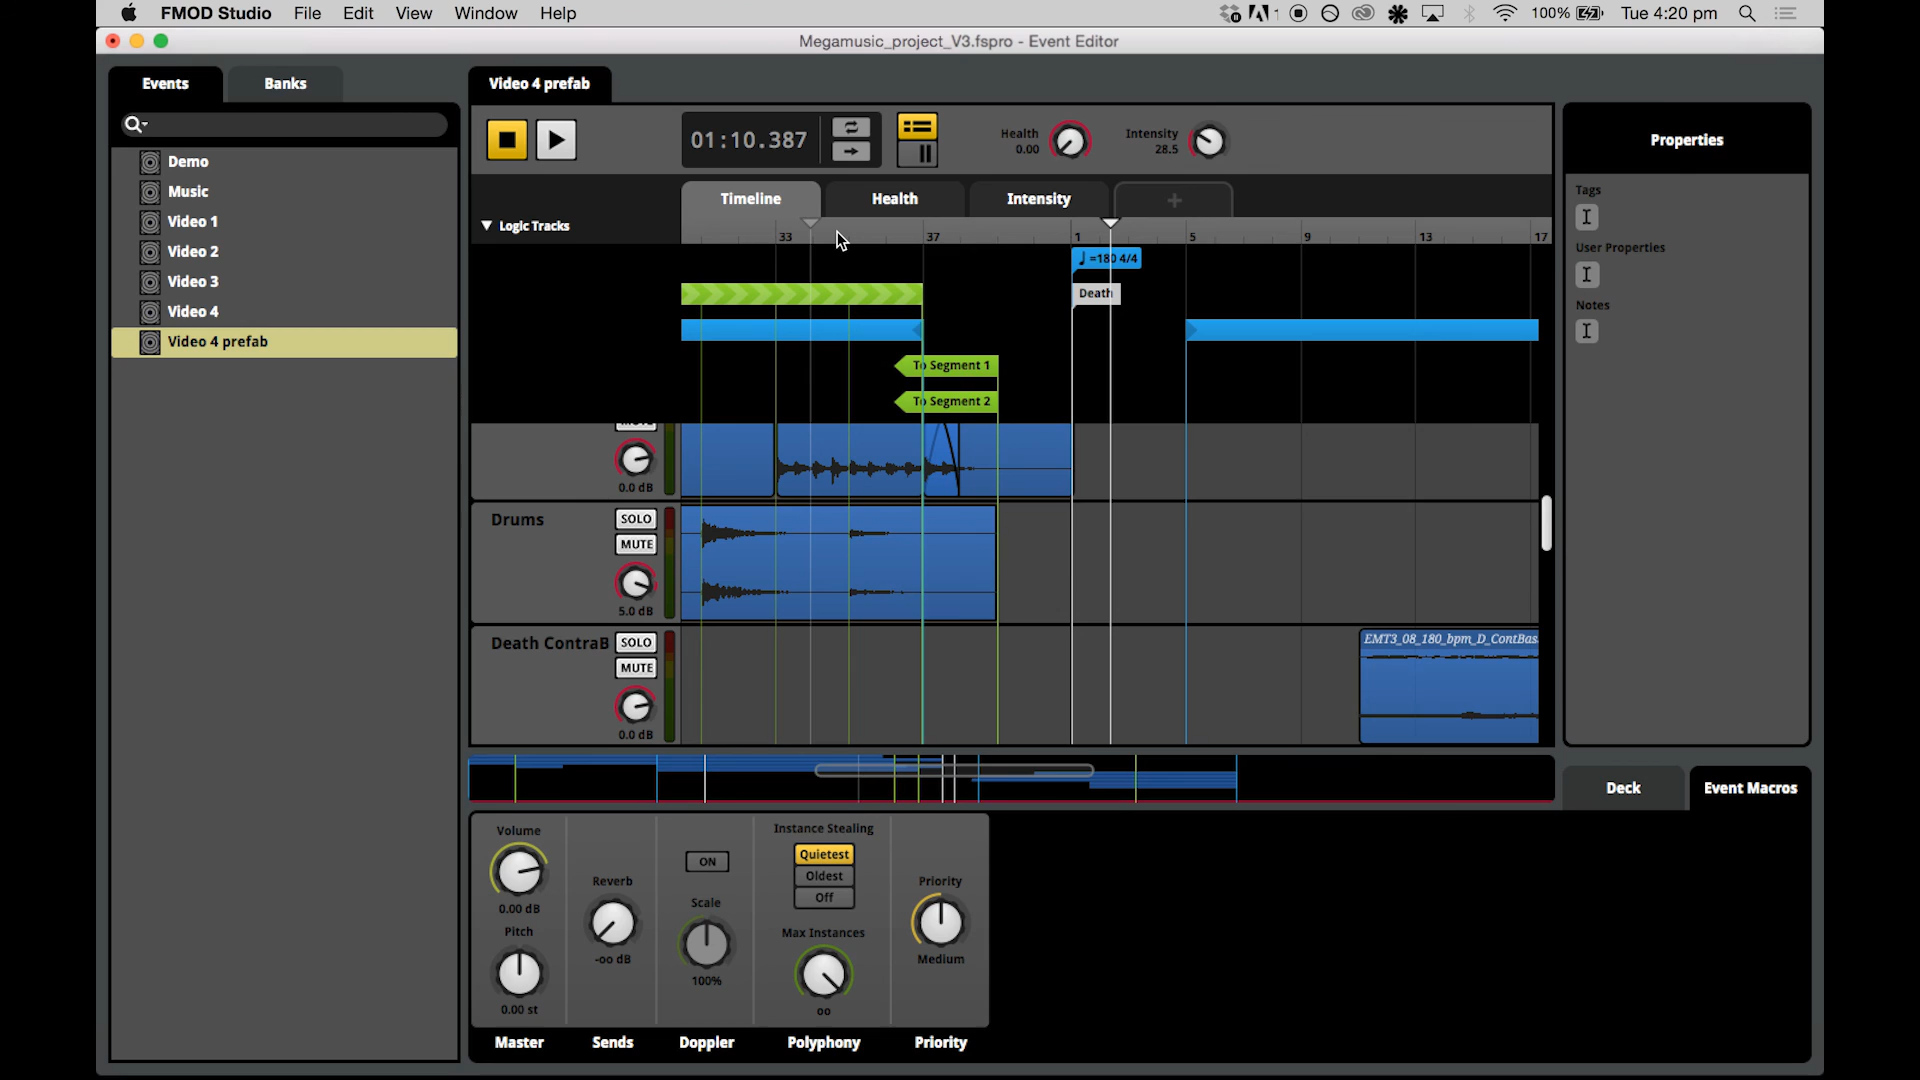 FMOD Studio File Edit View Window Help
1 100% Tue 4:20 pm
Megamusic_project_V3.fspro - Event Editor
Events Banks
Demo
Music
Video 1
Video 2
Video 3
Video 4
Video 4 prefab
Video 4 prefab
01:10.387
Health
0.00
Intensity
28.5
Timeline Health Intensity +
Logic Tracks
33 37 1 5 9 13 17
=180 4/4
Death
To Segment 1
To Segment 2
0.0 dB
Drums SOLO
MUTE
5.0 dB
Death ContraB SOLO
MUTE
0.0 dB
EMT3_08_180_bpm_D_ContBas
Properties
Tags
User Properties
Notes
Deck Event Macros
Volume
0.00 dB
Pitch
0.00 st
Master
Reverb
-oo dB
Sends
ON
Scale
100%
Doppler
Instance Stealing
Quietest
Oldest
Off
Max Instances
oo
Polyphony
Priority
Medium
Priority